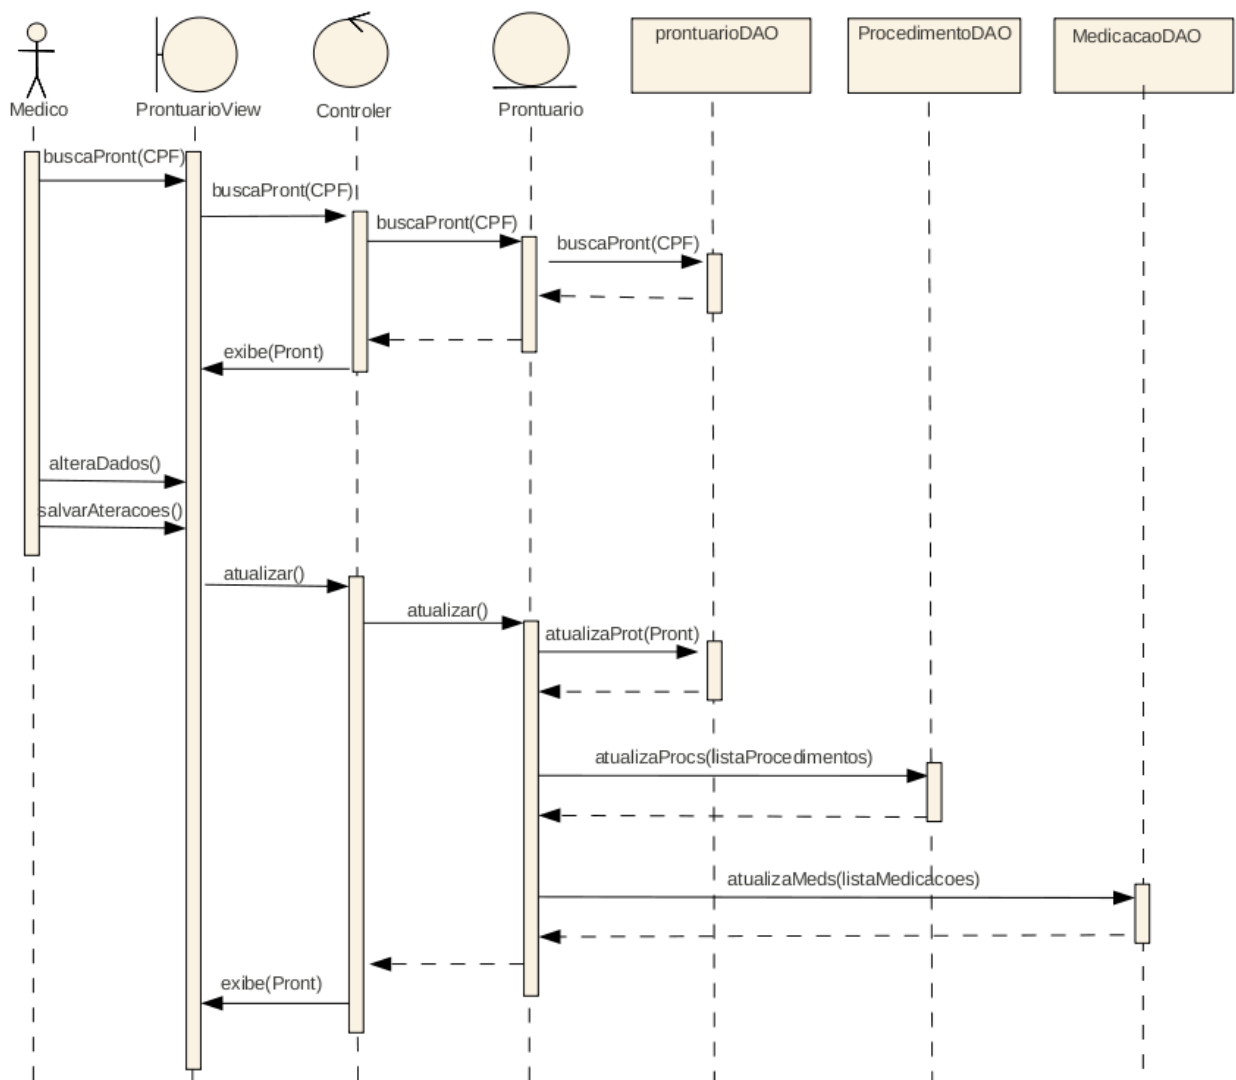 prontuarioDAO
ProcedimentoDAO
MedicacaoDAO
Medico
ProntuarioView
Controler
Prontuario
buscaPront(CPF)
buscaPront(CPF)
buscaPront(CPF)
buscaPront(CPF)
exibe(Pront)
alteraDados()
salvarAteracoes()
atualizar()
atualizar()
atualizaProt(Pront)
atualizaProcs(listaProcedimentos)
atualizaMeds(listaMedicacoes)
exibe(Pront)